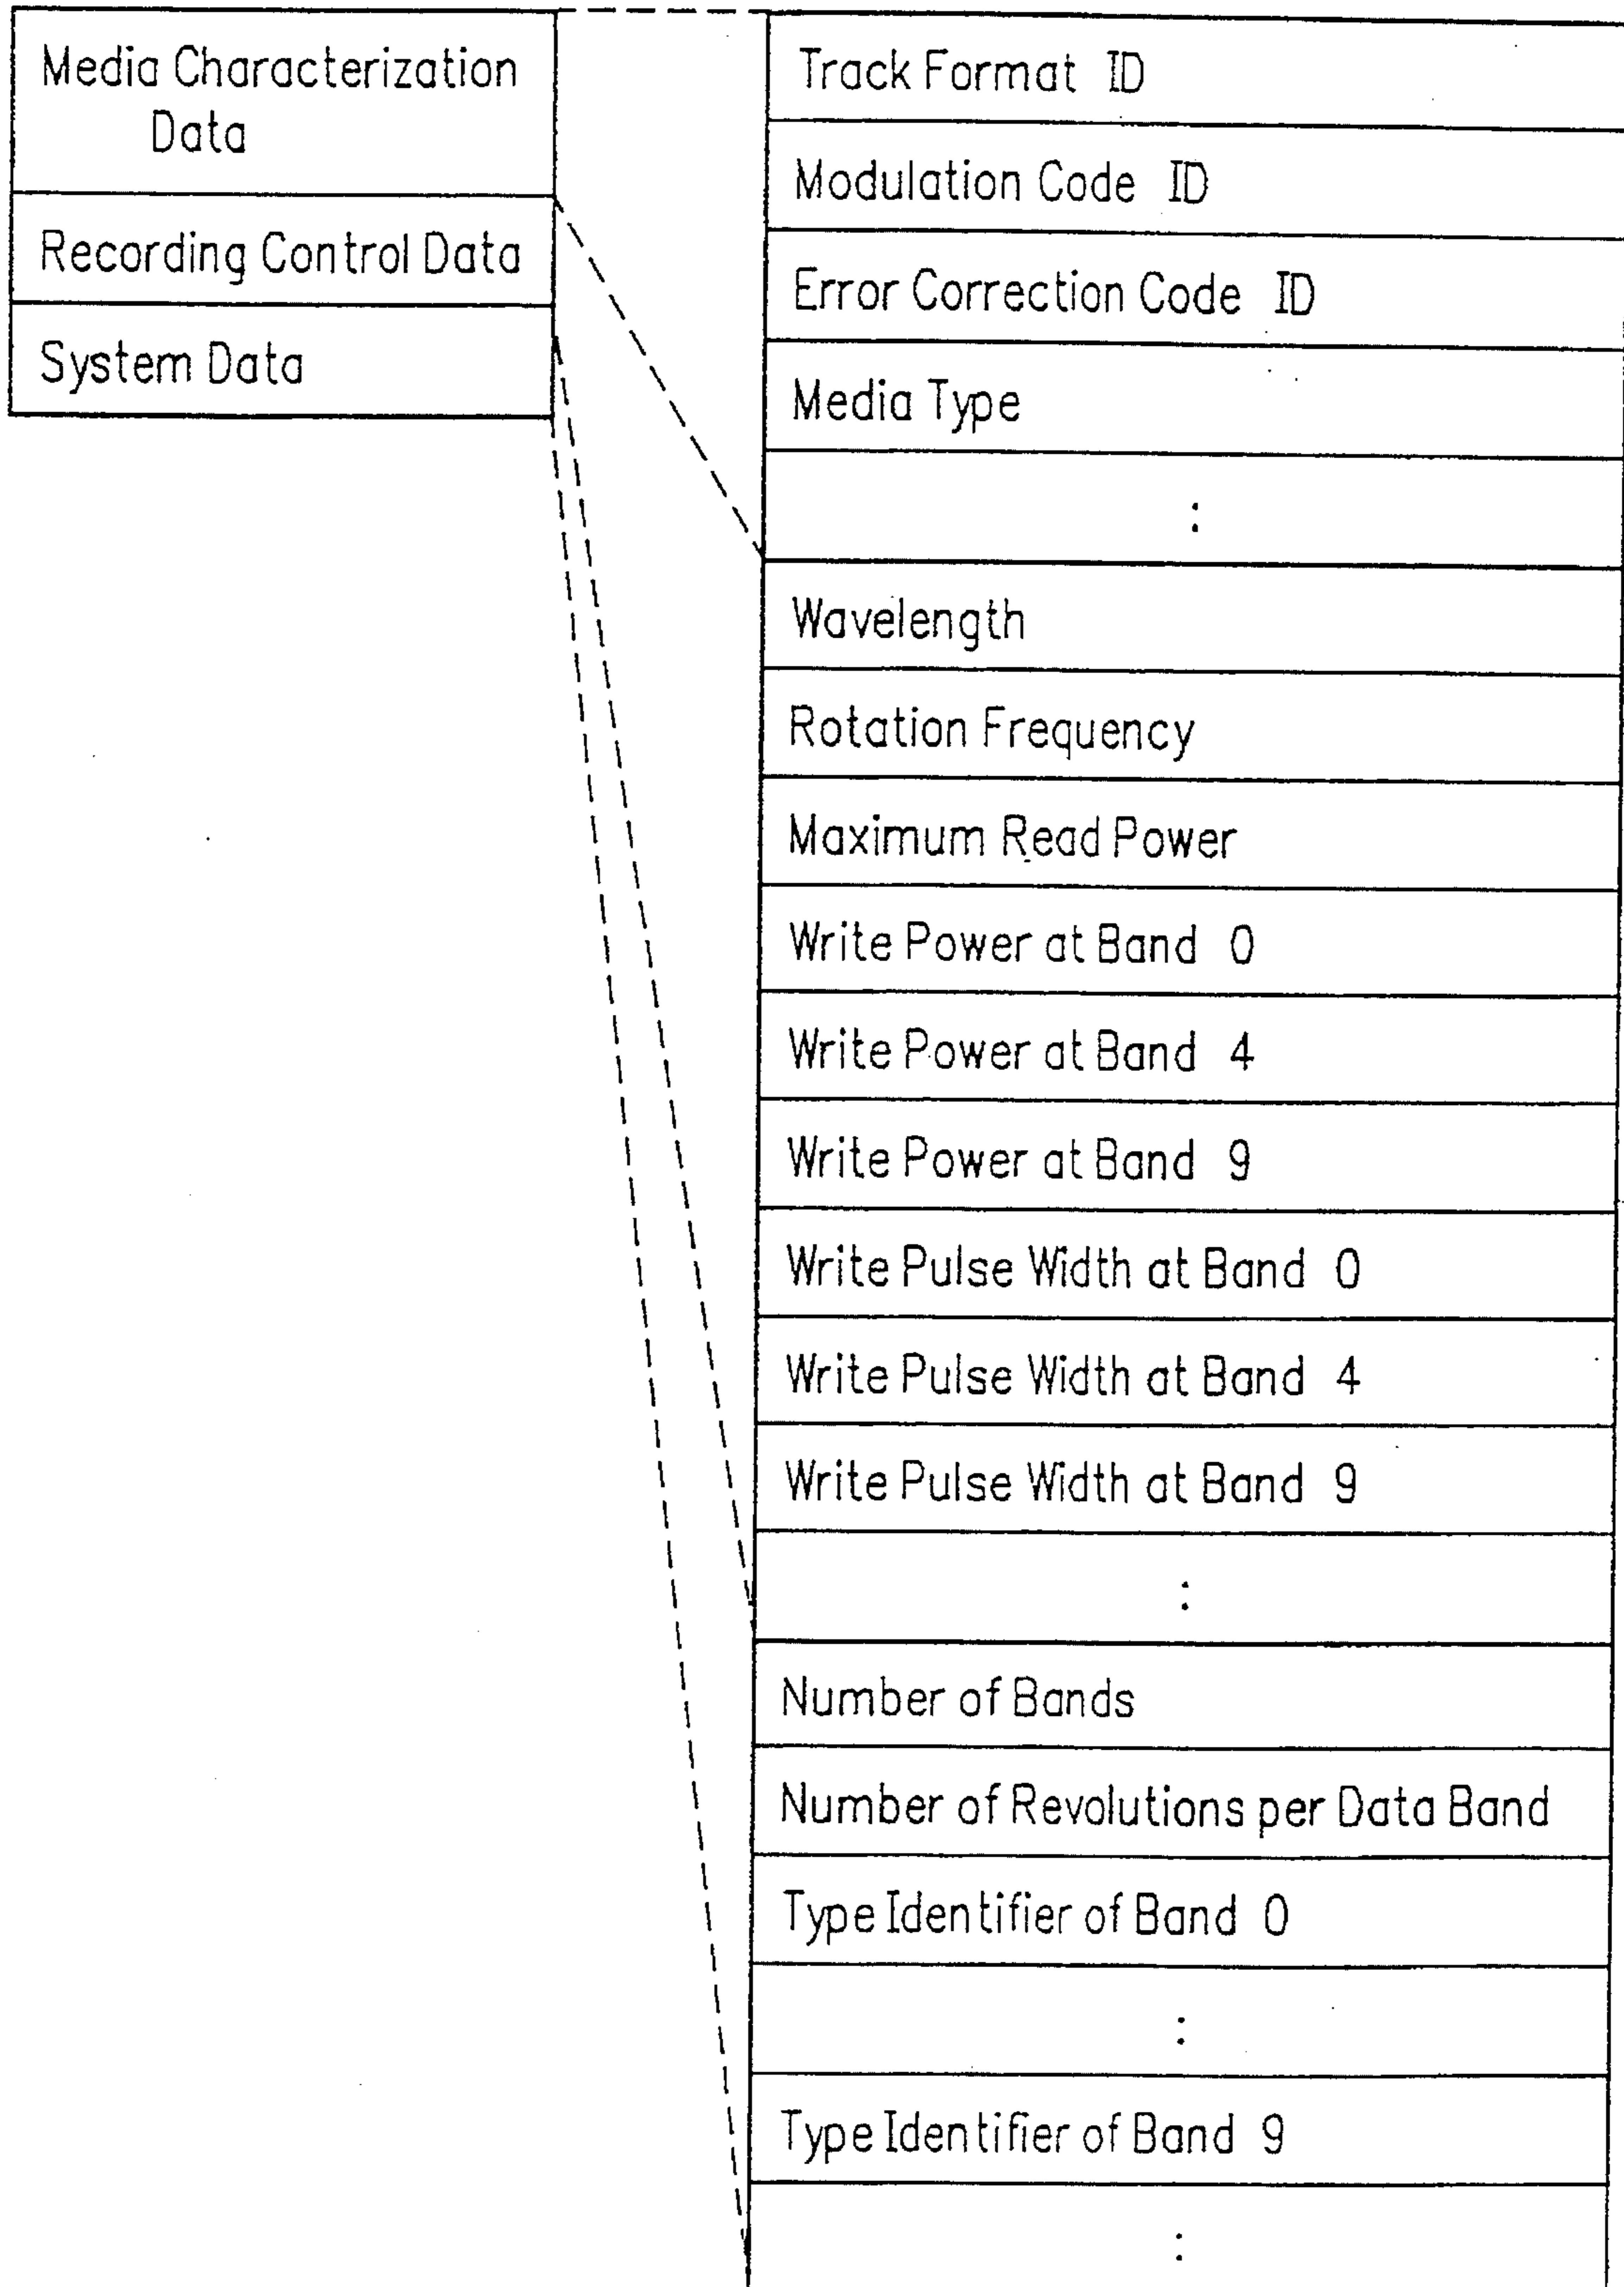 Media Characterization
Data
Recording Control Data
System Data
Track Format ID
Modulation Code ID
Error Correction Code ID
Media Type
:
Wavelength
Rotation Frequency
Maximum Read Power
Write Power at Band 0
Write Power at Band 4
Write Power at Band 9
Write Pulse Width at Band 0
Write Pulse Width at Band 4
Write Pulse Width at Band 9
:
Number of Bands
Number of Revolutions per Data Band
Type Identifier of Band 0
:
Type Identifier of Band 9
: